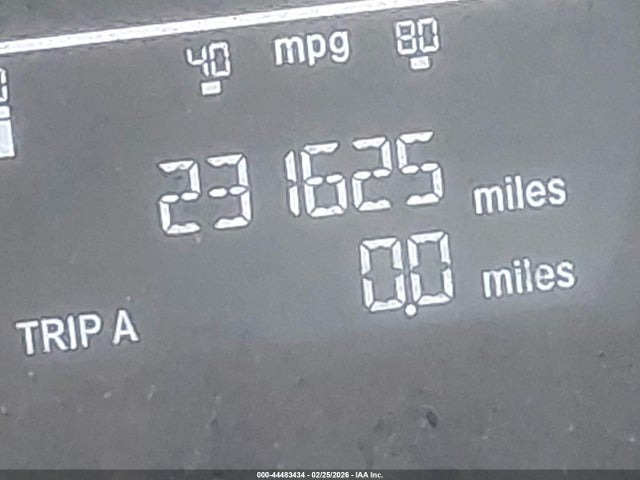 40 mpg 80
231625 miles
0.0 miles
TRIP A
000-44483434 - 02/25/2026 - IAA Inc.